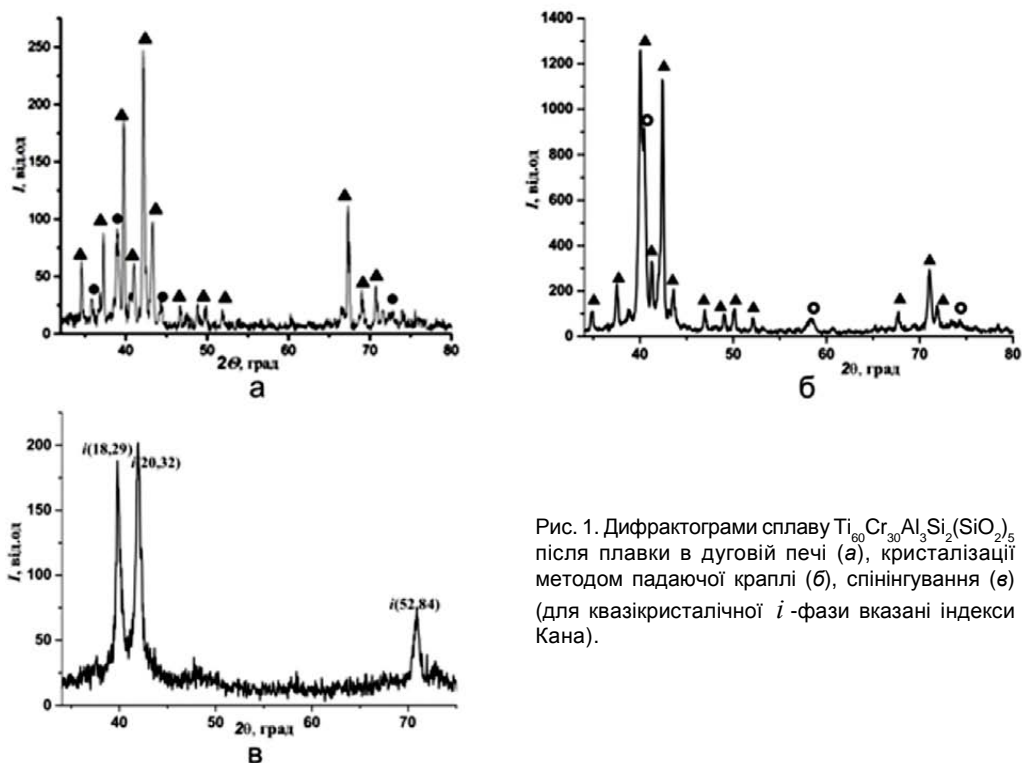 I, від.од
250
200
150
100
50
0
40
50
60
70
80
2Θ, град
а
I, від.од
1400
1200
1000
800
600
400
200
0
40
50
60
70
80
2θ, град
б
I, від.од
200
150
100
50
0
i(18,29)
i(20,32)
i(52,84)
40
50
60
70
2θ, град
в
Рис. 1. Дифрактограми сплаву Ti₆₀Cr₃₀Al₃Si₂(SiO₂)₅
після плавки в дуговій печі (а), кристалізації
методом падаючої краплі (б), спінінгування (в)
(для квазікристалічної i -фази вказані індекси
Кана).